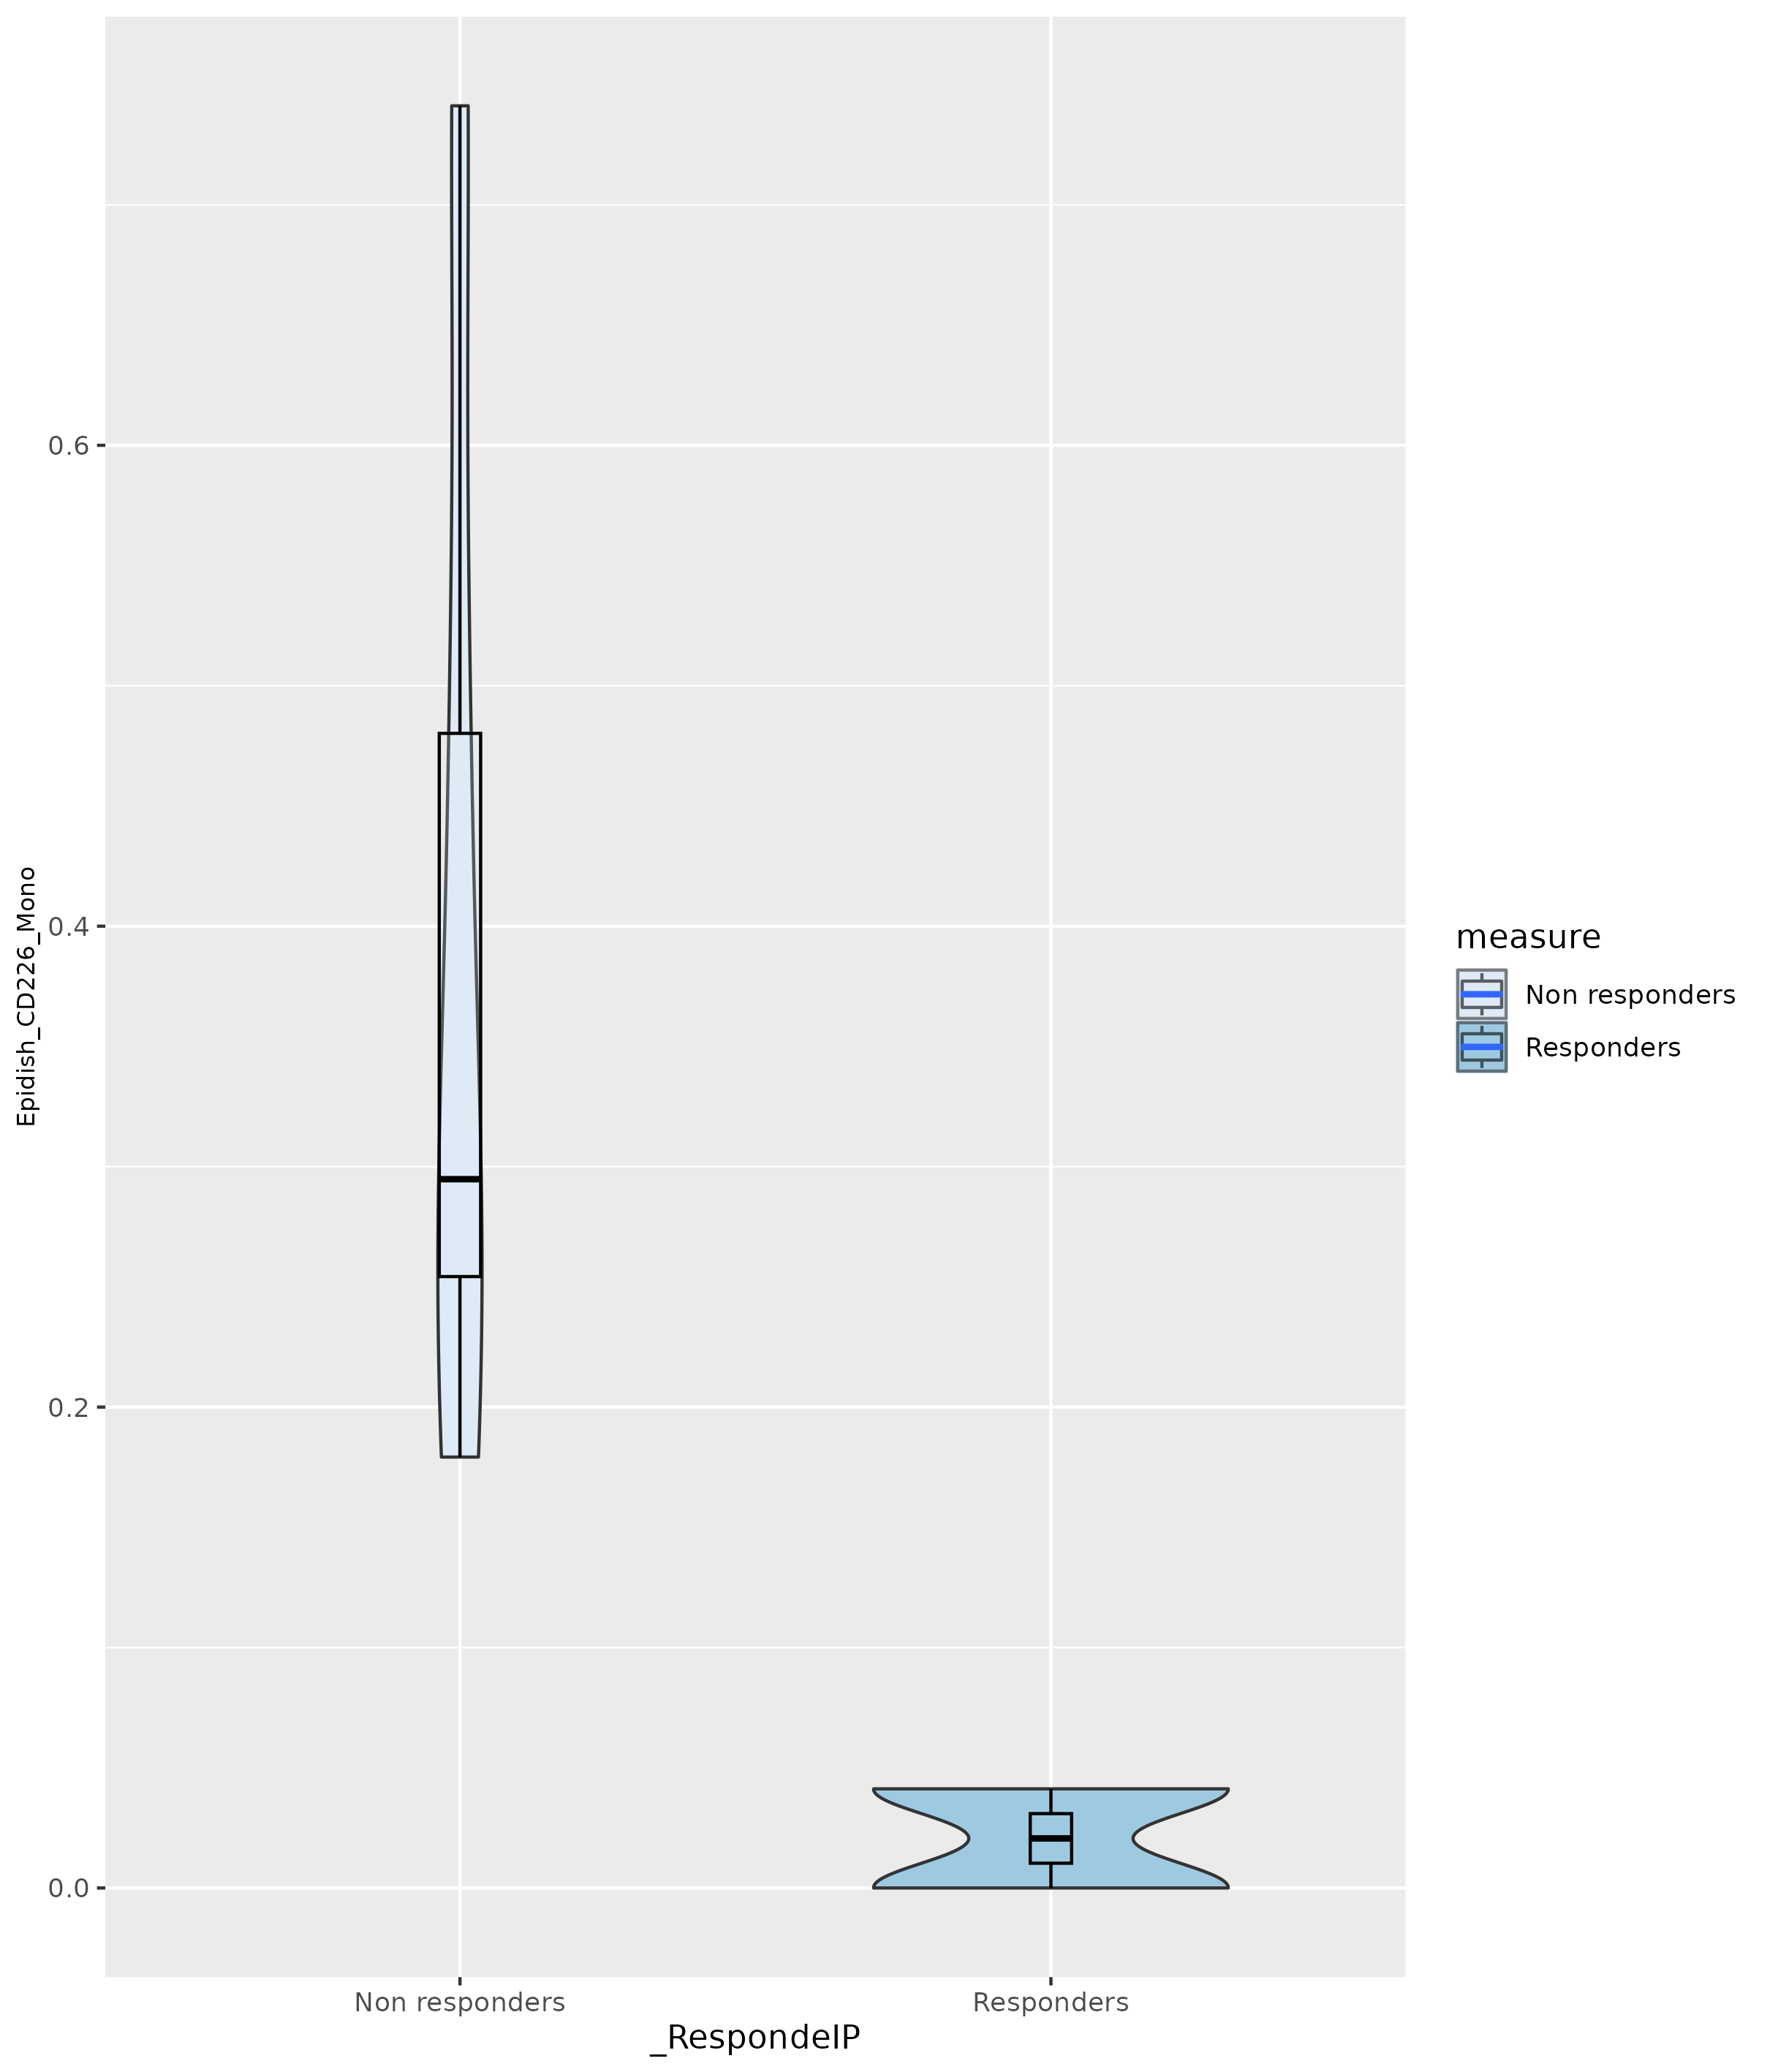 Epidish_CD226_Mono
0.6
0.4
0.2
0.0
Non responders
Responders
_RespondeIP
measure
Non responders
Responders